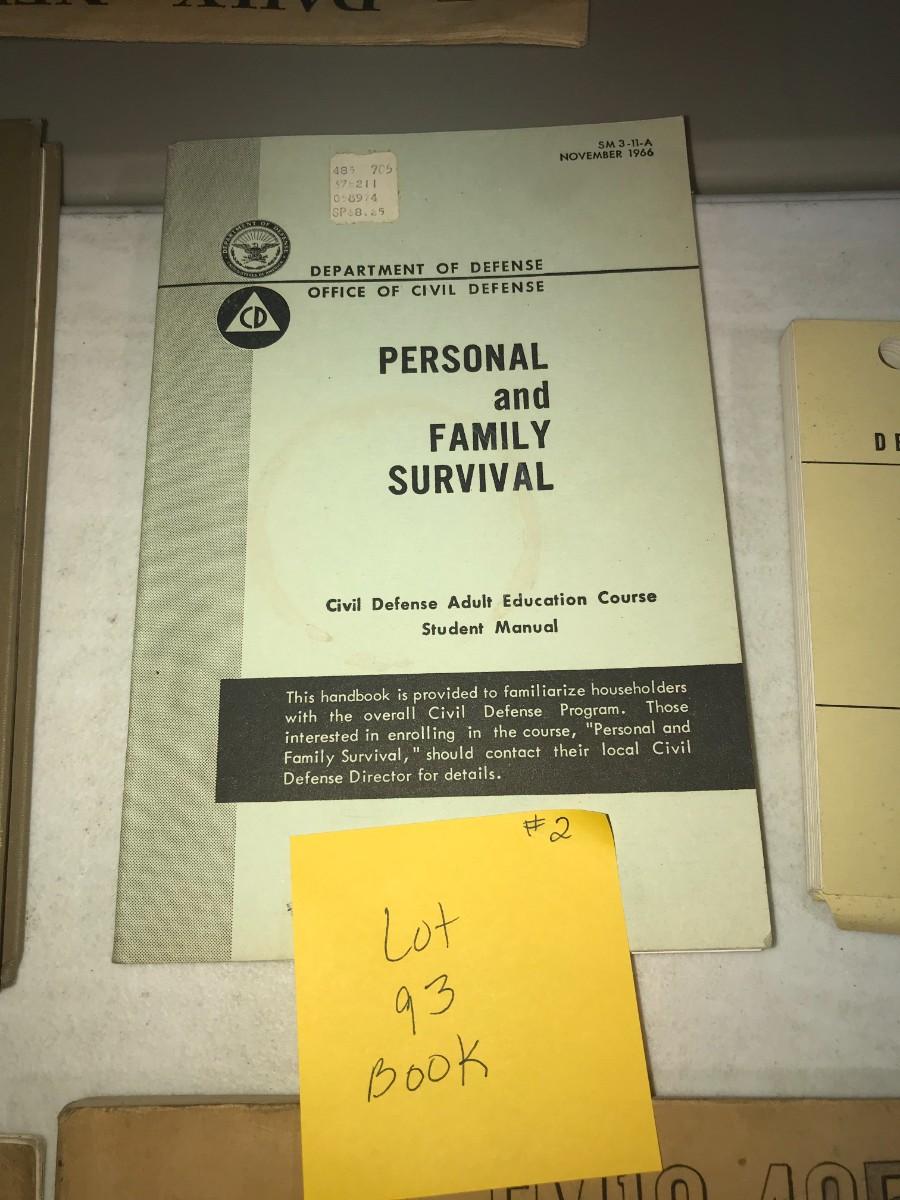 SM 3-11-A
NOVEMBER 1966
DEPARTMENT OF DEFENSE
OFFICE OF CIVIL DEFENSE
CD
PERSONAL
and
FAMILY
SURVIVAL
Civil Defense Adult Education Course
Student Manual
This handbook is provided to familiarize householders
with the overall Civil Defense Program. Those
interested in enrolling in the course, "Personal and
Family Survival," should contact their local Civil
Defense Director for details.
#2
Lot
93
BOOK